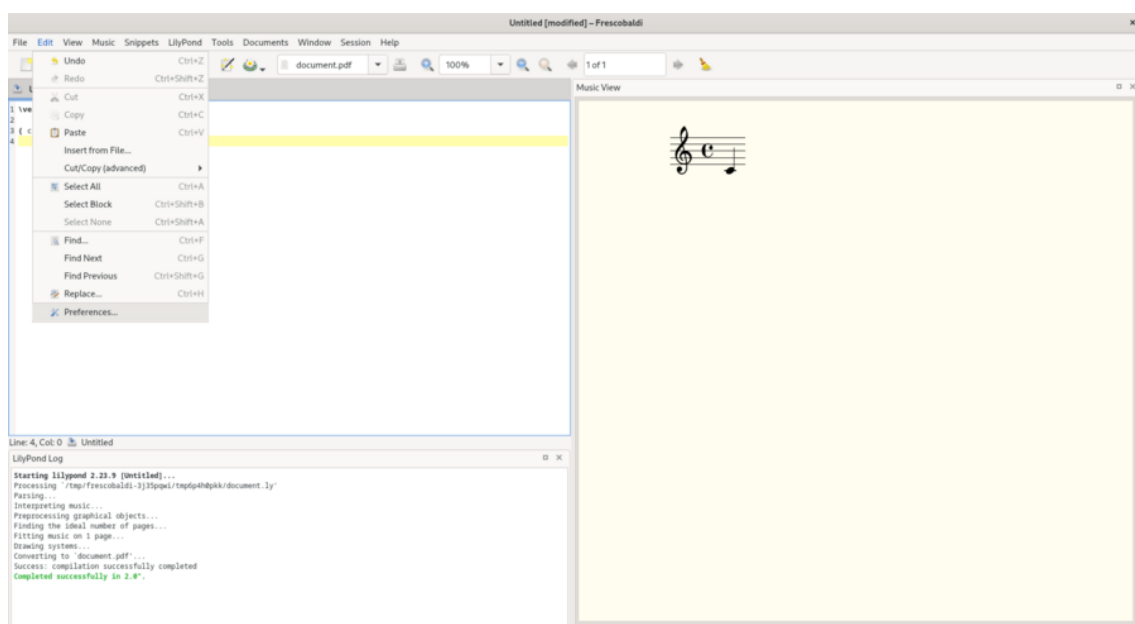 Untitled [modified] – Frescobaldi
File Edit View Music Snippets LilyPond Tools Documents Window Session Help
document.pdf 100% 1 of 1
Undo Ctrl+Z
Redo Ctrl+Shift+Z
Cut Ctrl+X
Copy Ctrl+C
Paste Ctrl+V
Insert from File...
Cut/Copy (advanced)
Select All Ctrl+A
Select Block Ctrl+Shift+B
Select None Ctrl+Shift+A
Find... Ctrl+F
Find Next Ctrl+G
Find Previous Ctrl+Shift+G
Replace... Ctrl+H
Preferences...
1 \ve
2
3 { c
4
Line: 4, Col: 0 Untitled
LilyPond Log
Starting lilypond 2.23.9 [Untitled]...
Processing `/tmp/frescobaldi-3j35pqwi/tmp6p4h0pkk/document.ly'
Parsing...
Interpreting music...
Preprocessing graphical objects...
Finding the ideal number of pages...
Fitting music on 1 page...
Drawing systems...
Converting to `document.pdf'...
Success: compilation successfully completed
Completed successfully in 2.0".
Music View